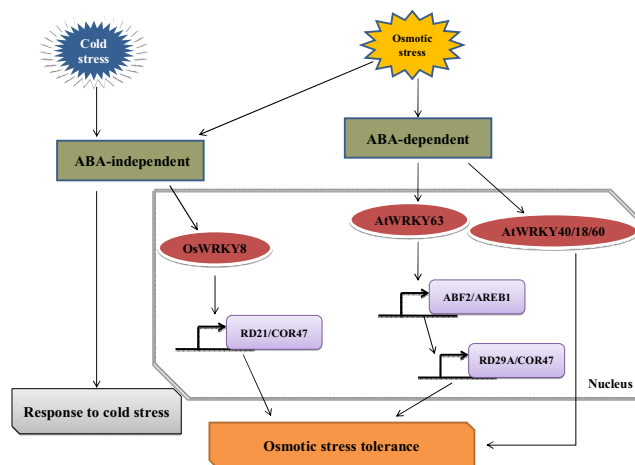 Cold
stress
Osmotic
stress
ABA-independent
ABA-dependent
OsWRKY8
AtWRKY63
AtWRKY40/18/60
RD21/COR47
ABF2/AREB1
RD29A/COR47
Nucleus
Response to cold stress
Osmotic stress tolerance